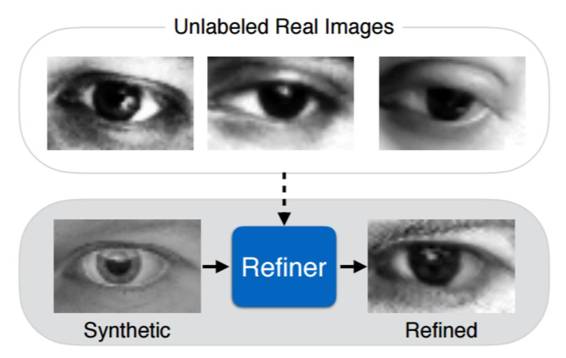 Unlabeled Real Images
Refiner
Synthetic
Refined